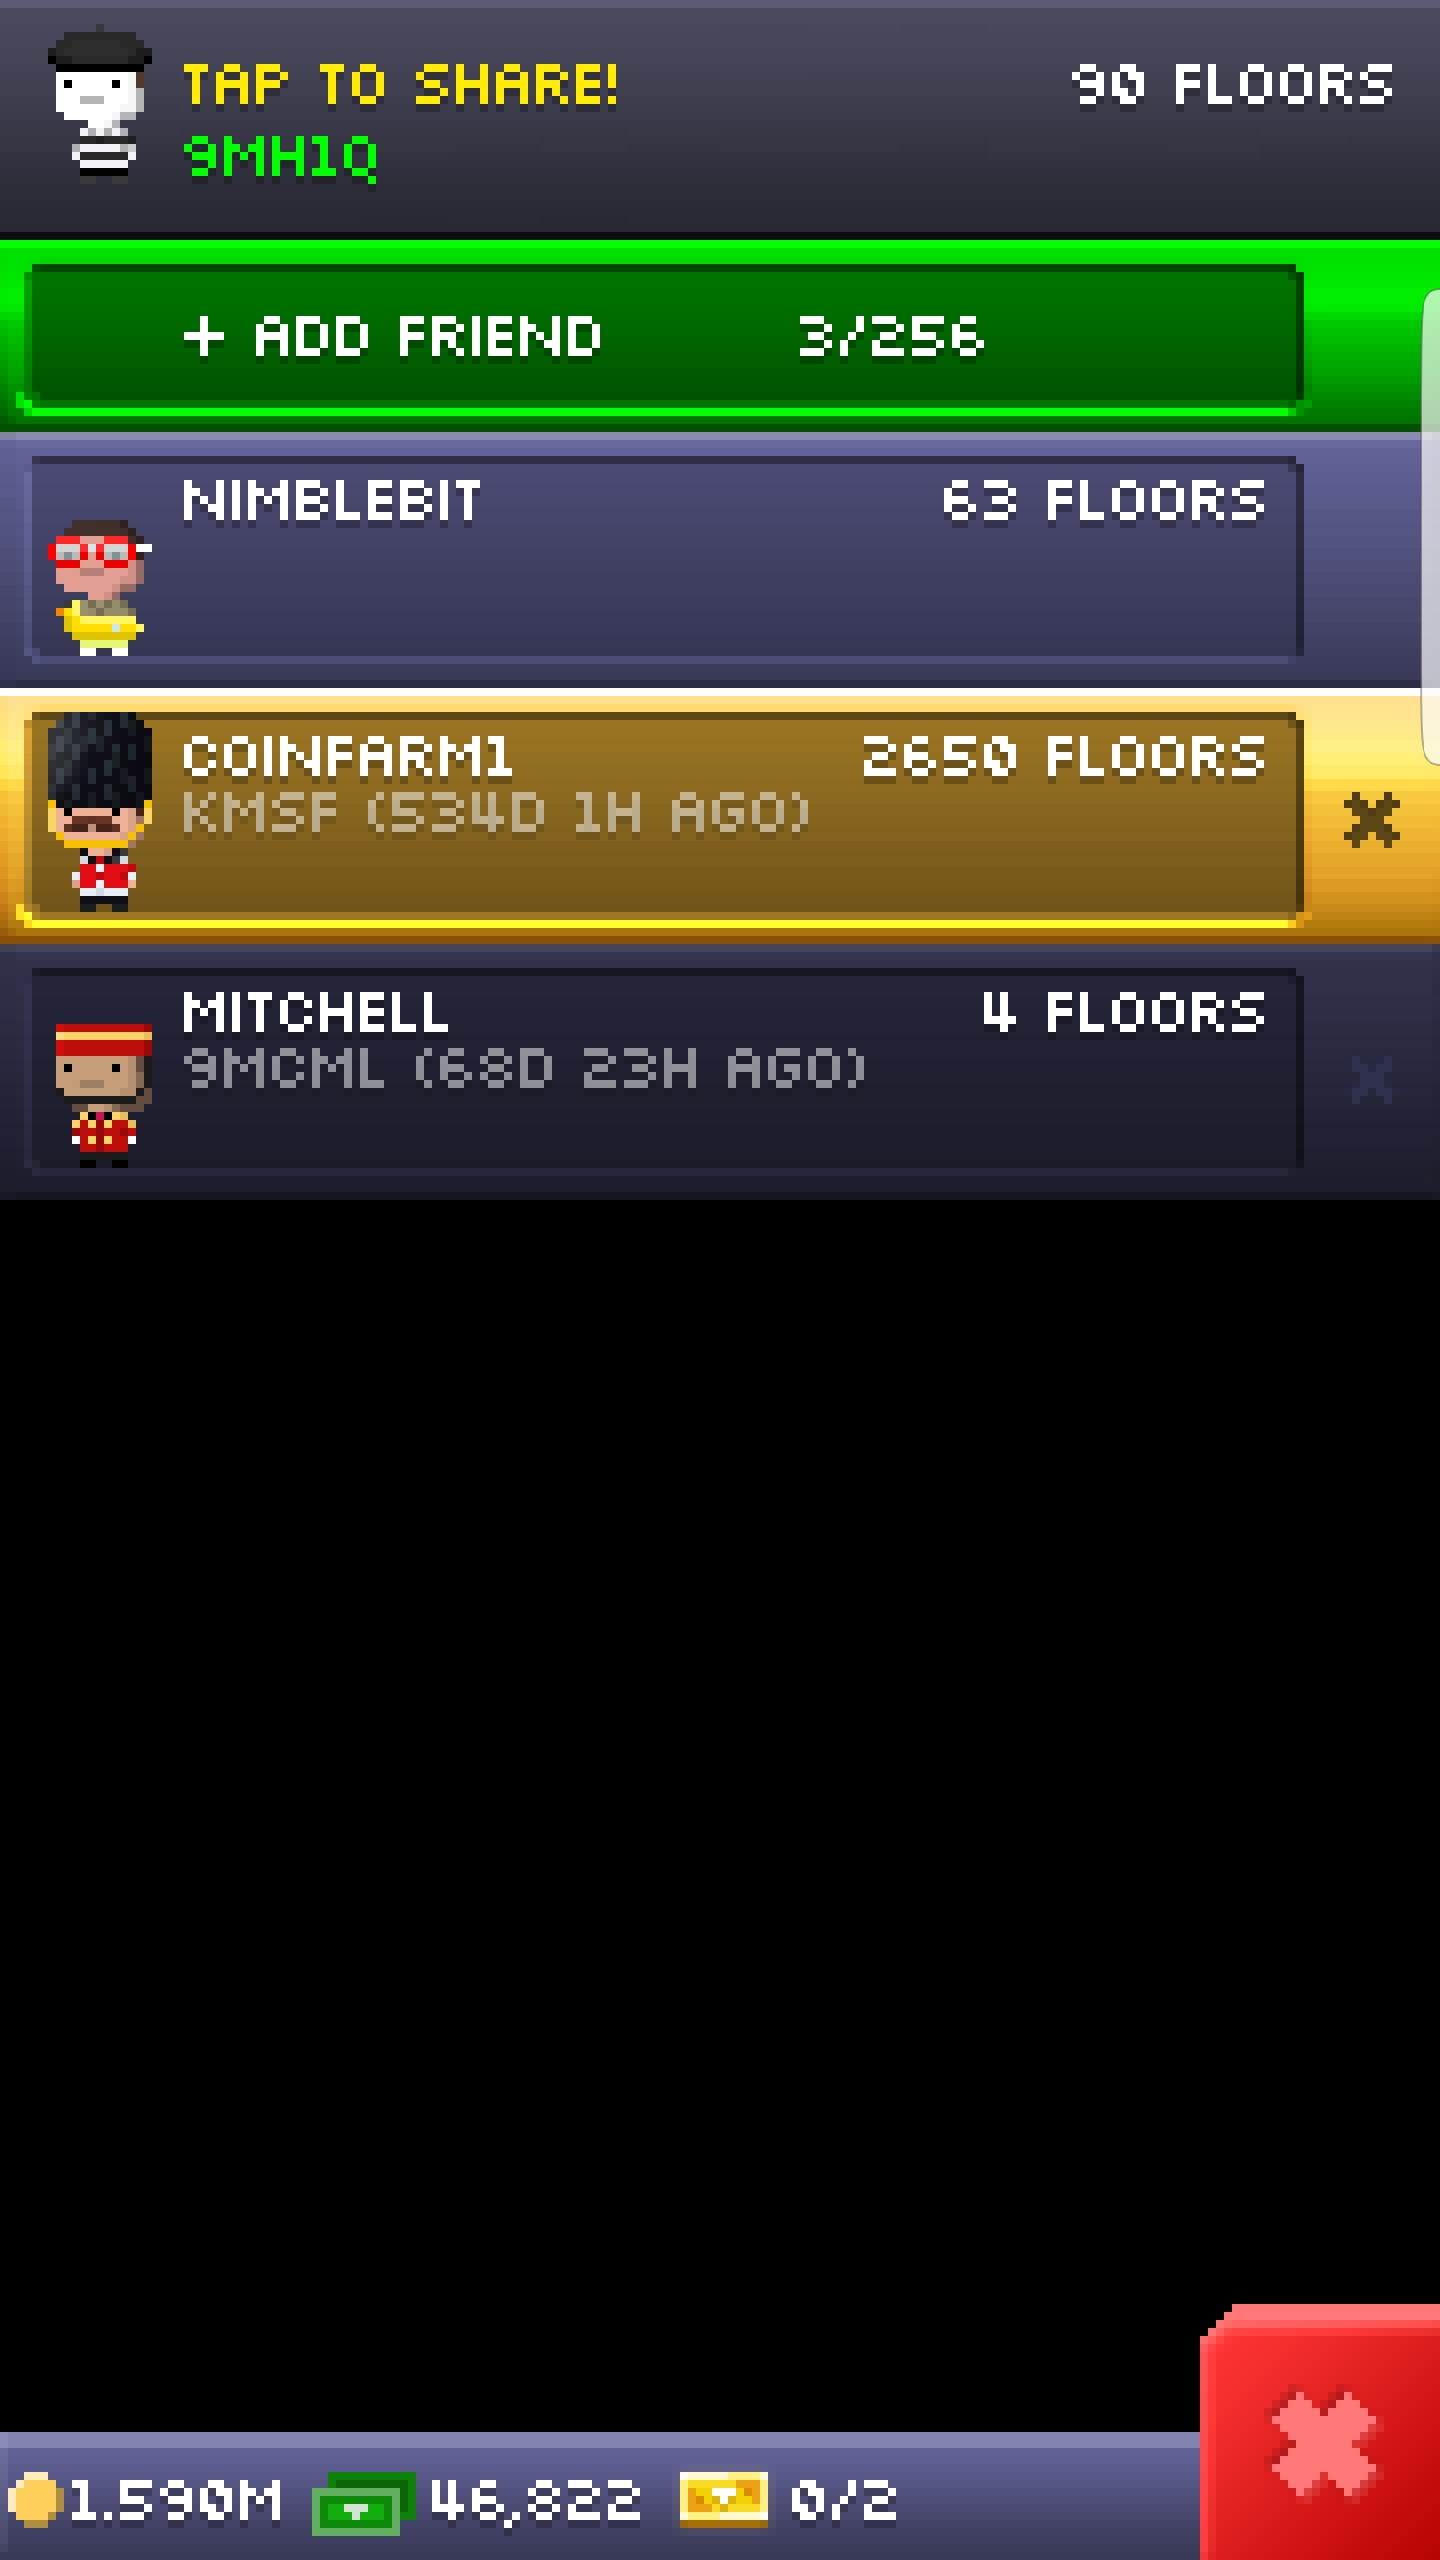 TAP TO SHARE! 90 FLOORS
9MH1Q
+ ADD FRIEND 3/256
NIMBLEBIT 63 FLOORS
COINFARM1 2650 FLOORS
KMSF (534D 1H AGO)
MITCHELL 4 FLOORS
9MCML (68D 23H AGO)
1.590M 46,822 0/2